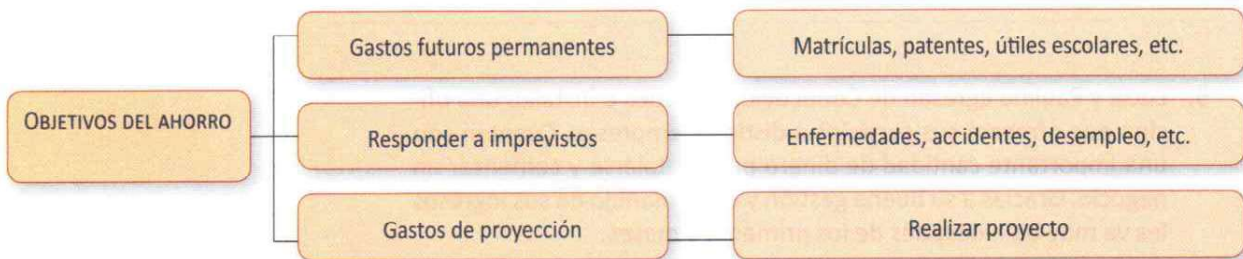 Gastos futuros permanentes
Matrículas, patentes, útiles escolares, etc.
OBJETIVOS DEL AHORRO
Responder a imprevistos
Enfermedades, accidentes, desempleo, etc.
Gastos de proyección
Realizar proyecto